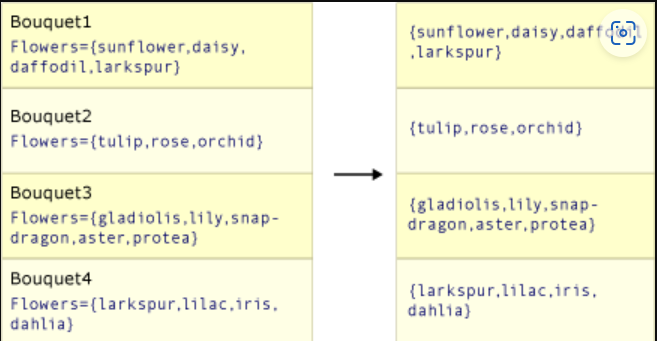 Bouquet1
Flowers={sunflower,daisy,
daffodil,larkspur}
Bouquet2
Flowers={tulip,rose,orchid}
Bouquet3
Flowers={gladiolis,lily,snap-
dragon,aster,protea}
Bouquet4
Flowers={larkspur,lilac,iris,
dahlia}
{sunflower,daisy,daffodil
,larkspur}
{tulip,rose,orchid}
{gladiolis,lily,snap-
dragon,aster,protea}
{larkspur,lilac,iris,
dahlia}